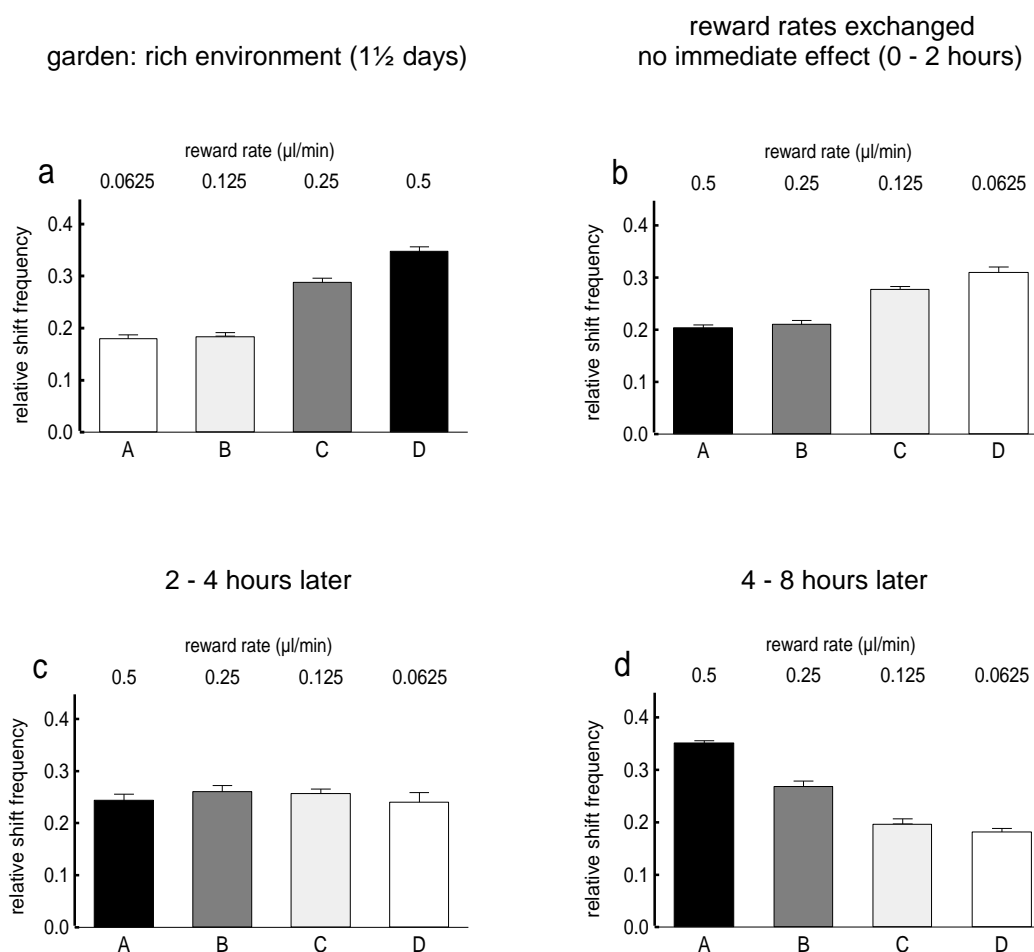 garden: rich environment (1½ days)
reward rates exchanged
no immediate effect (0 - 2 hours)
a
reward rate (µl/min)
0.0625 0.125 0.25 0.5
relative shift frequency
0.4
0.3
0.2
0.1
0.0
A B C D
b
reward rate (µl/min)
0.5 0.25 0.125 0.0625
relative shift frequency
0.4
0.3
0.2
0.1
0.0
A B C D
2 - 4 hours later
4 - 8 hours later
c
reward rate (µl/min)
0.5 0.25 0.125 0.0625
relative shift frequency
0.4
0.3
0.2
0.1
0.0
A B C D
d
reward rate (µl/min)
0.5 0.25 0.125 0.0625
relative shift frequency
0.4
0.3
0.2
0.1
0.0
A B C D